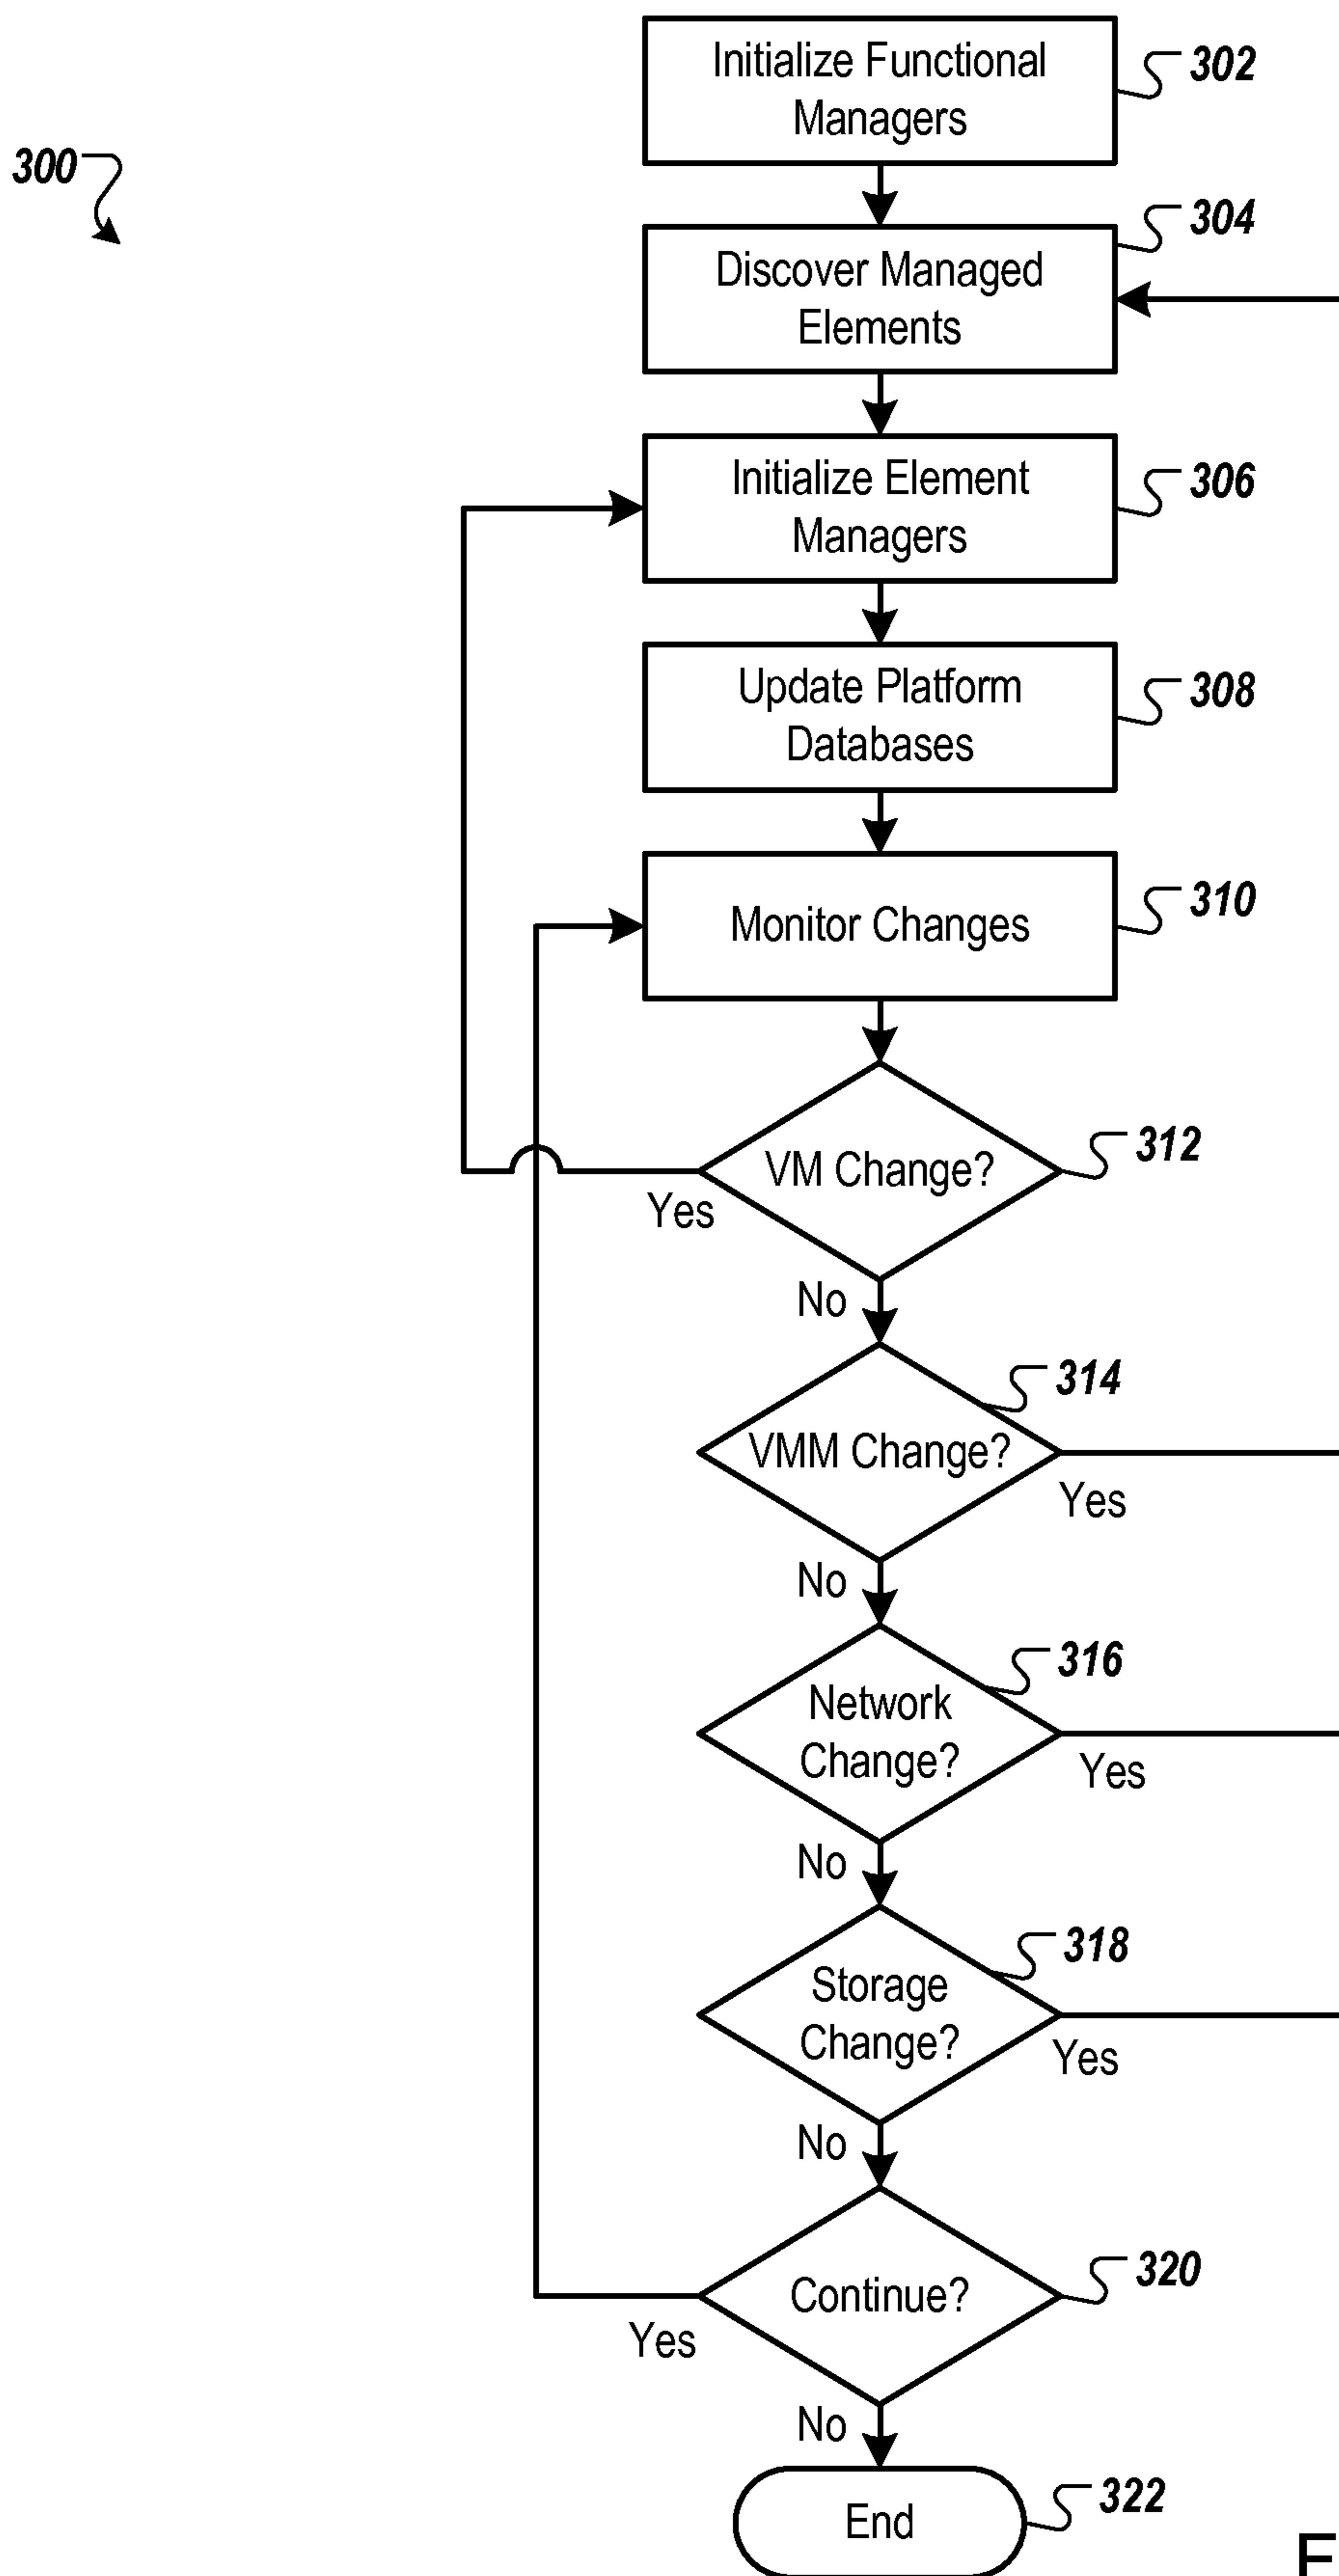 Initialize Functional
Managers
302
300
304
Discover Managed
Elements
Initialize Element
Managers
306
Update Platform
Databases
308
Monitor Changes
310
VM Change?
312
Yes
No
VMM Change?
314
Yes
No
Network
Change?
316
Yes
No
Storage
Change?
318
Yes
No
Continue?
320
Yes
No
End
322